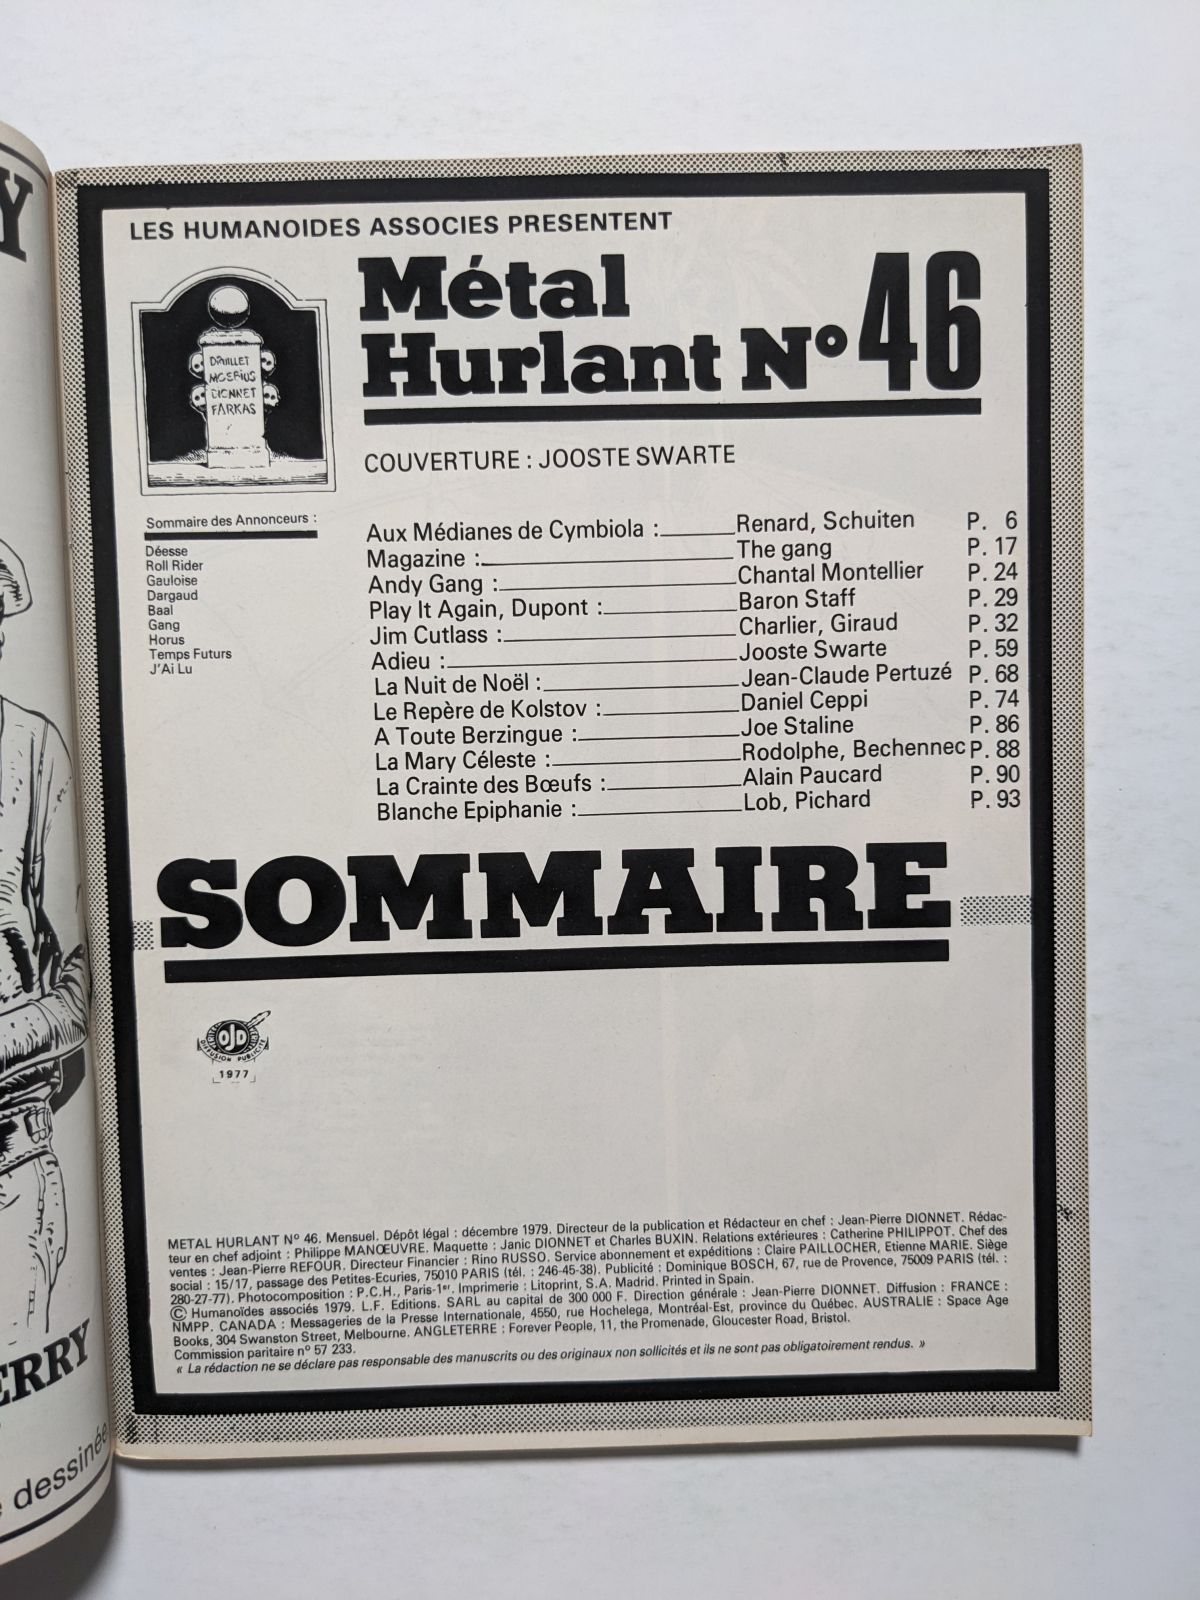 Y
ERRY
dessinée
LES HUMANOIDES ASSOCIES PRESENTENT
Métal
Hurlant Nº 46
DRUILLET
MOEBIUS
DIONNET
FARKAS
COUVERTURE : JOOSTE SWARTE
Sommaire des Annonceurs :
Déesse
Roll Rider
Gauloise
Dargaud
Baal
Gang
Horus
Temps Futurs
J'Ai Lu
Aux Médianes de Cymbiola : Renard, Schuiten P. 6
Magazine : The gang P. 17
Andy Gang : Chantal Montellier P. 24
Play It Again, Dupont : Baron Staff P. 29
Jim Cutlass : Charlier, Giraud P. 32
Adieu : Jooste Swarte P. 59
La Nuit de Noël : Jean-Claude Pertuzé P. 68
Le Repère de Kolstov : Daniel Ceppi P. 74
A Toute Berzingue : Joe Staline P. 86
La Mary Céleste : Rodolphe, Bechennec P. 88
La Crainte des Bœufs : Alain Paucard P. 90
Blanche Epiphanie : Lob, Pichard P. 93
SOMMAIRE
OJD
DIFFUSION PUBLICITE
1977
METAL HURLANT Nº 46. Mensuel. Dépôt légal : décembre 1979. Directeur de la publication et Rédacteur en chef : Jean-Pierre DIONNET. Rédac-
teur en chef adjoint : Philippe MANŒUVRE. Maquette : Janic DIONNET et Charles BUXIN. Relations extérieures : Catherine PHILIPPOT. Chef des
ventes : Jean-Pierre REFOUR. Directeur Financier : Rino RUSSO. Service abonnement et expéditions : Claire PAILLOCHER, Etienne MARIE. Siège
social : 15/17, passage des Petites-Ecuries, 75010 PARIS (tél. : 246-45-38). Publicité : Dominique BOSCH, 67, rue de Provence, 75009 PARIS (tél. :
280-27-77). Photocomposition : P.C.H., Paris-1er. Imprimerie : Litoprint, S.A. Madrid. Printed in Spain.
© Humanoïdes associés 1979. L.F. Editions. SARL au capital de 300 000 F. Direction générale : Jean-Pierre DIONNET. Diffusion : FRANCE :
NMPP. CANADA : Messageries de la Presse Internationale, 4550, rue Hochelega, Montréal-Est, province du Québec. AUSTRALIE : Space Age
Books, 304 Swanston Street, Melbourne. ANGLETERRE : Forever People, 11, the Promenade, Gloucester Road, Bristol.
Commission paritaire nº 57 233.
« La rédaction ne se déclare pas responsable des manuscrits ou des originaux non sollicités et ils ne sont pas obligatoirement rendus. »